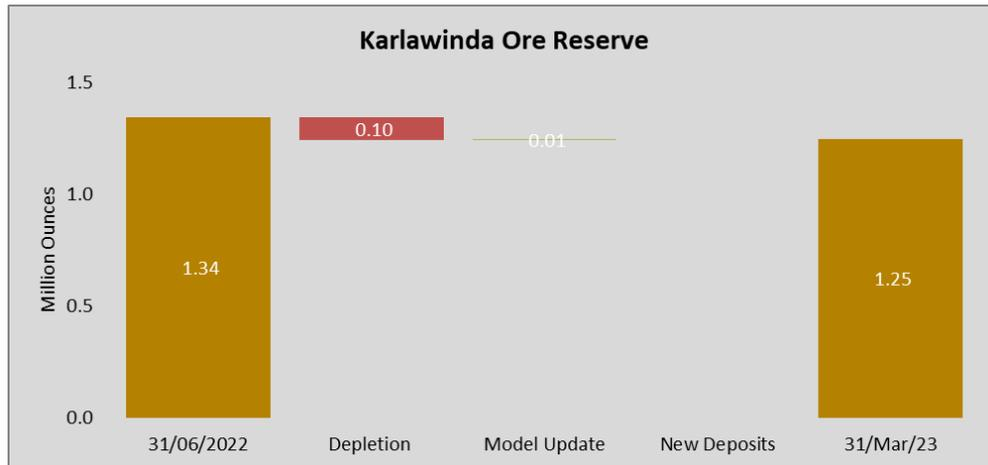 Karlawinda Ore Reserve
Million Ounces
1.5
1.0
0.5
0.0
1.34
0.10
0.01
1.25
31/06/2022
Depletion
Model Update
New Deposits
31/Mar/23